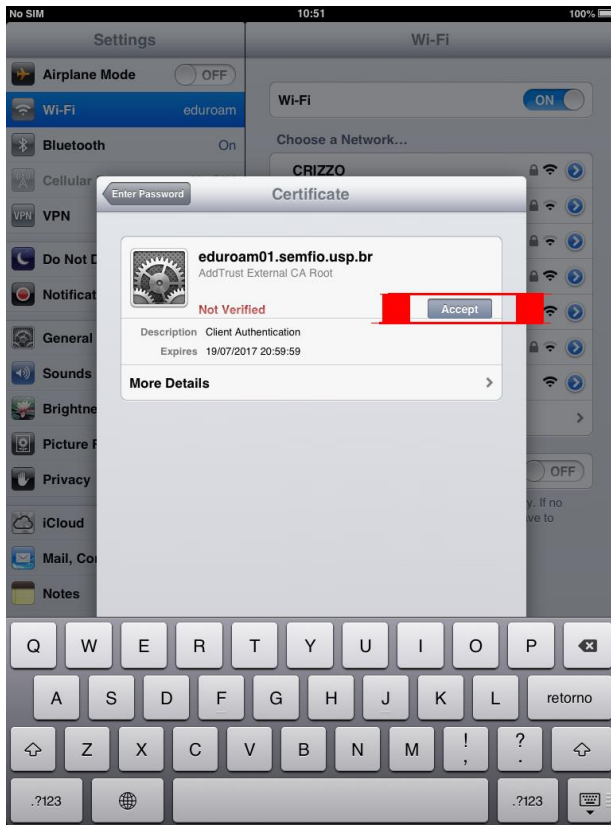 No SIM 10:51 100%
Settings
Wi-Fi
Airplane Mode OFF
Wi-Fi eduroam
Bluetooth On
Cellular
VPN VPN
Do Not D
Notificat
General
Sounds
Brightne
Picture F
Privacy
iCloud
Mail, Co
Notes
Wi-Fi ON
Choose a Network...
CRIZZO
OFF
y. If no
ve to
Enter Password
Certificate
eduroam01.semfio.usp.br
AddTrust External CA Root
Not Verified Accept
Description Client Authentication
Expires 19/07/2017 20:59:59
More Details
Q W E R T Y U I O P
A S D F G H J K L retorno
Z X C V B N M ! , ? .
.?123 .?123